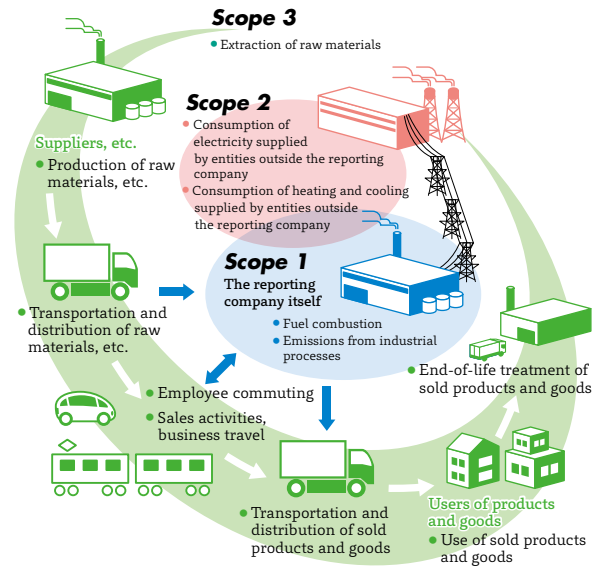 Scope 3
• Extraction of raw materials
Scope 2
• Consumption of
electricity supplied
by entities outside the reporting
company
• Consumption of heating and cooling
supplied by entities outside
the reporting company
Suppliers, etc.
• Production of raw
materials, etc.
Scope 1
The reporting
company itself
• Fuel combustion
• Emissions from industrial
processes
• Transportation and
distribution of raw
materials, etc.
• End-of-life treatment of
sold products and goods
• Employee commuting
• Sales activities,
business travel
• Transportation and
distribution of sold
products and goods
Users of products
and goods
• Use of sold products
and goods